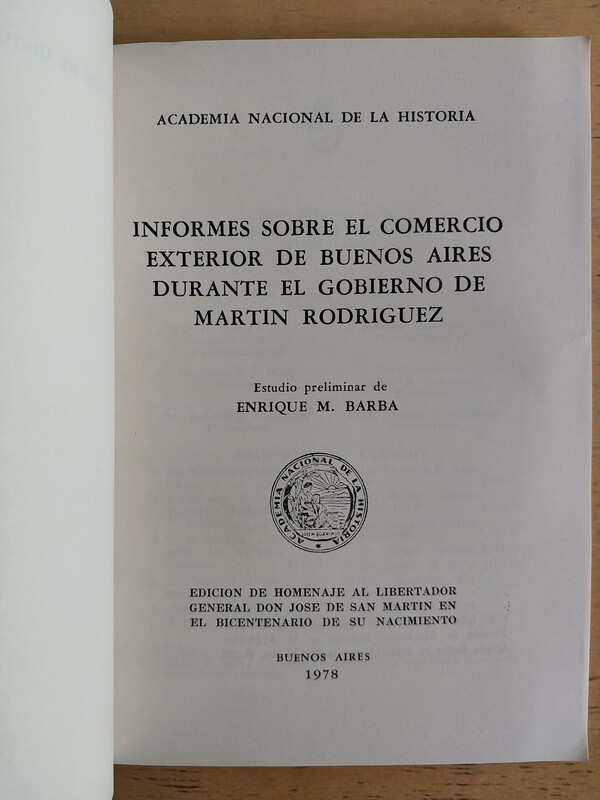 ACADEMIA NACIONAL DE LA HISTORIA
INFORMES SOBRE EL COMERCIO
EXTERIOR DE BUENOS AIRES
DURANTE EL GOBIERNO DE
MARTIN RODRIGUEZ
Estudio preliminar de
ENRIQUE M. BARBA
ACADEMIA NACIONAL DE LA HISTORIA
EDICION DE HOMENAJE AL LIBERTADOR
GENERAL DON JOSE DE SAN MARTIN EN
EL BICENTENARIO DE SU NACIMIENTO
BUENOS AIRES
1978